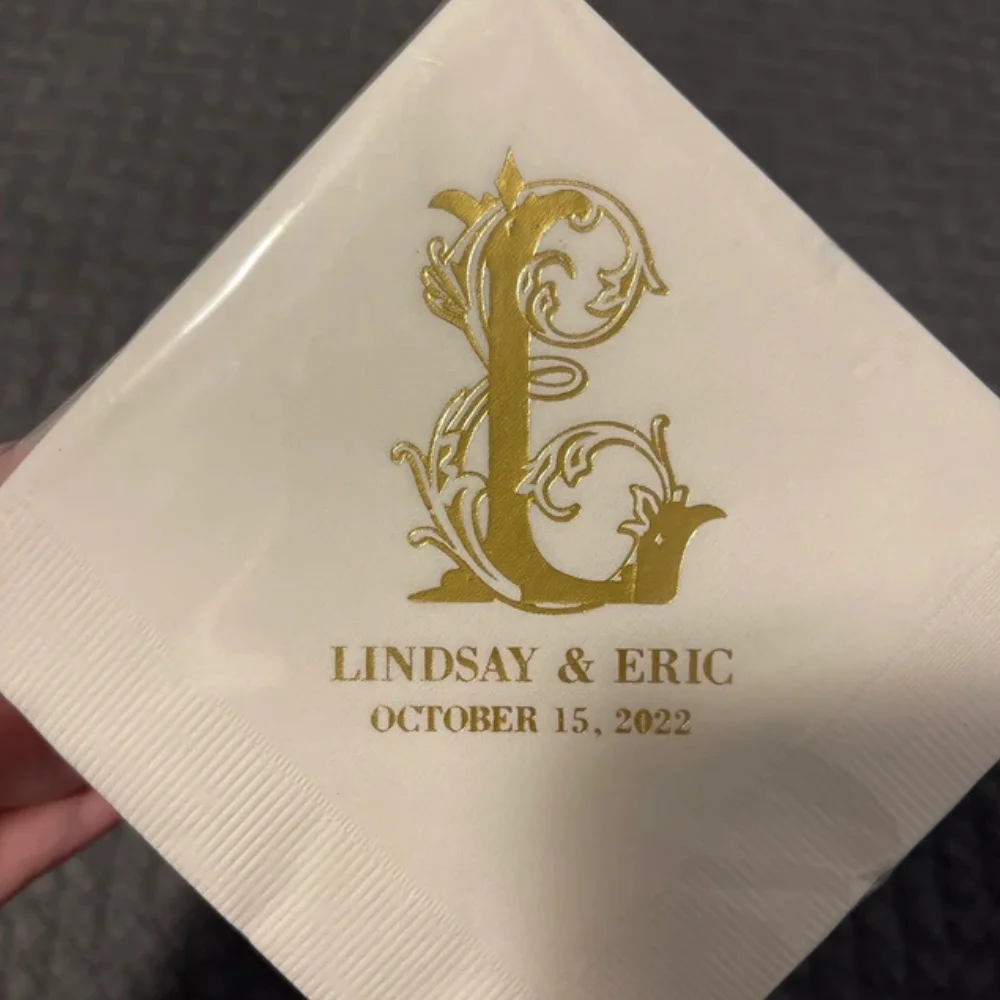 L
LINDSAY & ERIC
OCTOBER 15, 2022